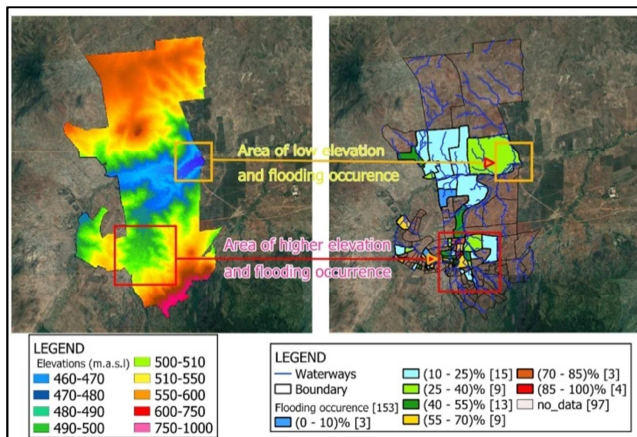 Area of low elevation
and flooding occurence
Area of higher elevation
and flooding occurrence
LEGEND
Elevations (m.a.s.l)
460-470
470-480
480-490
490-500
500-510
510-550
550-600
600-750
750-1000
LEGEND
Waterways
Boundary
Flooding occurence [153]
(0 - 10)% [3]
(10 - 25)% [15]
(25 - 40)% [9]
(40 - 55)% [13]
(55 - 70)% [9]
(70 - 85)% [3]
(85 - 100)% [4]
no_data [97]